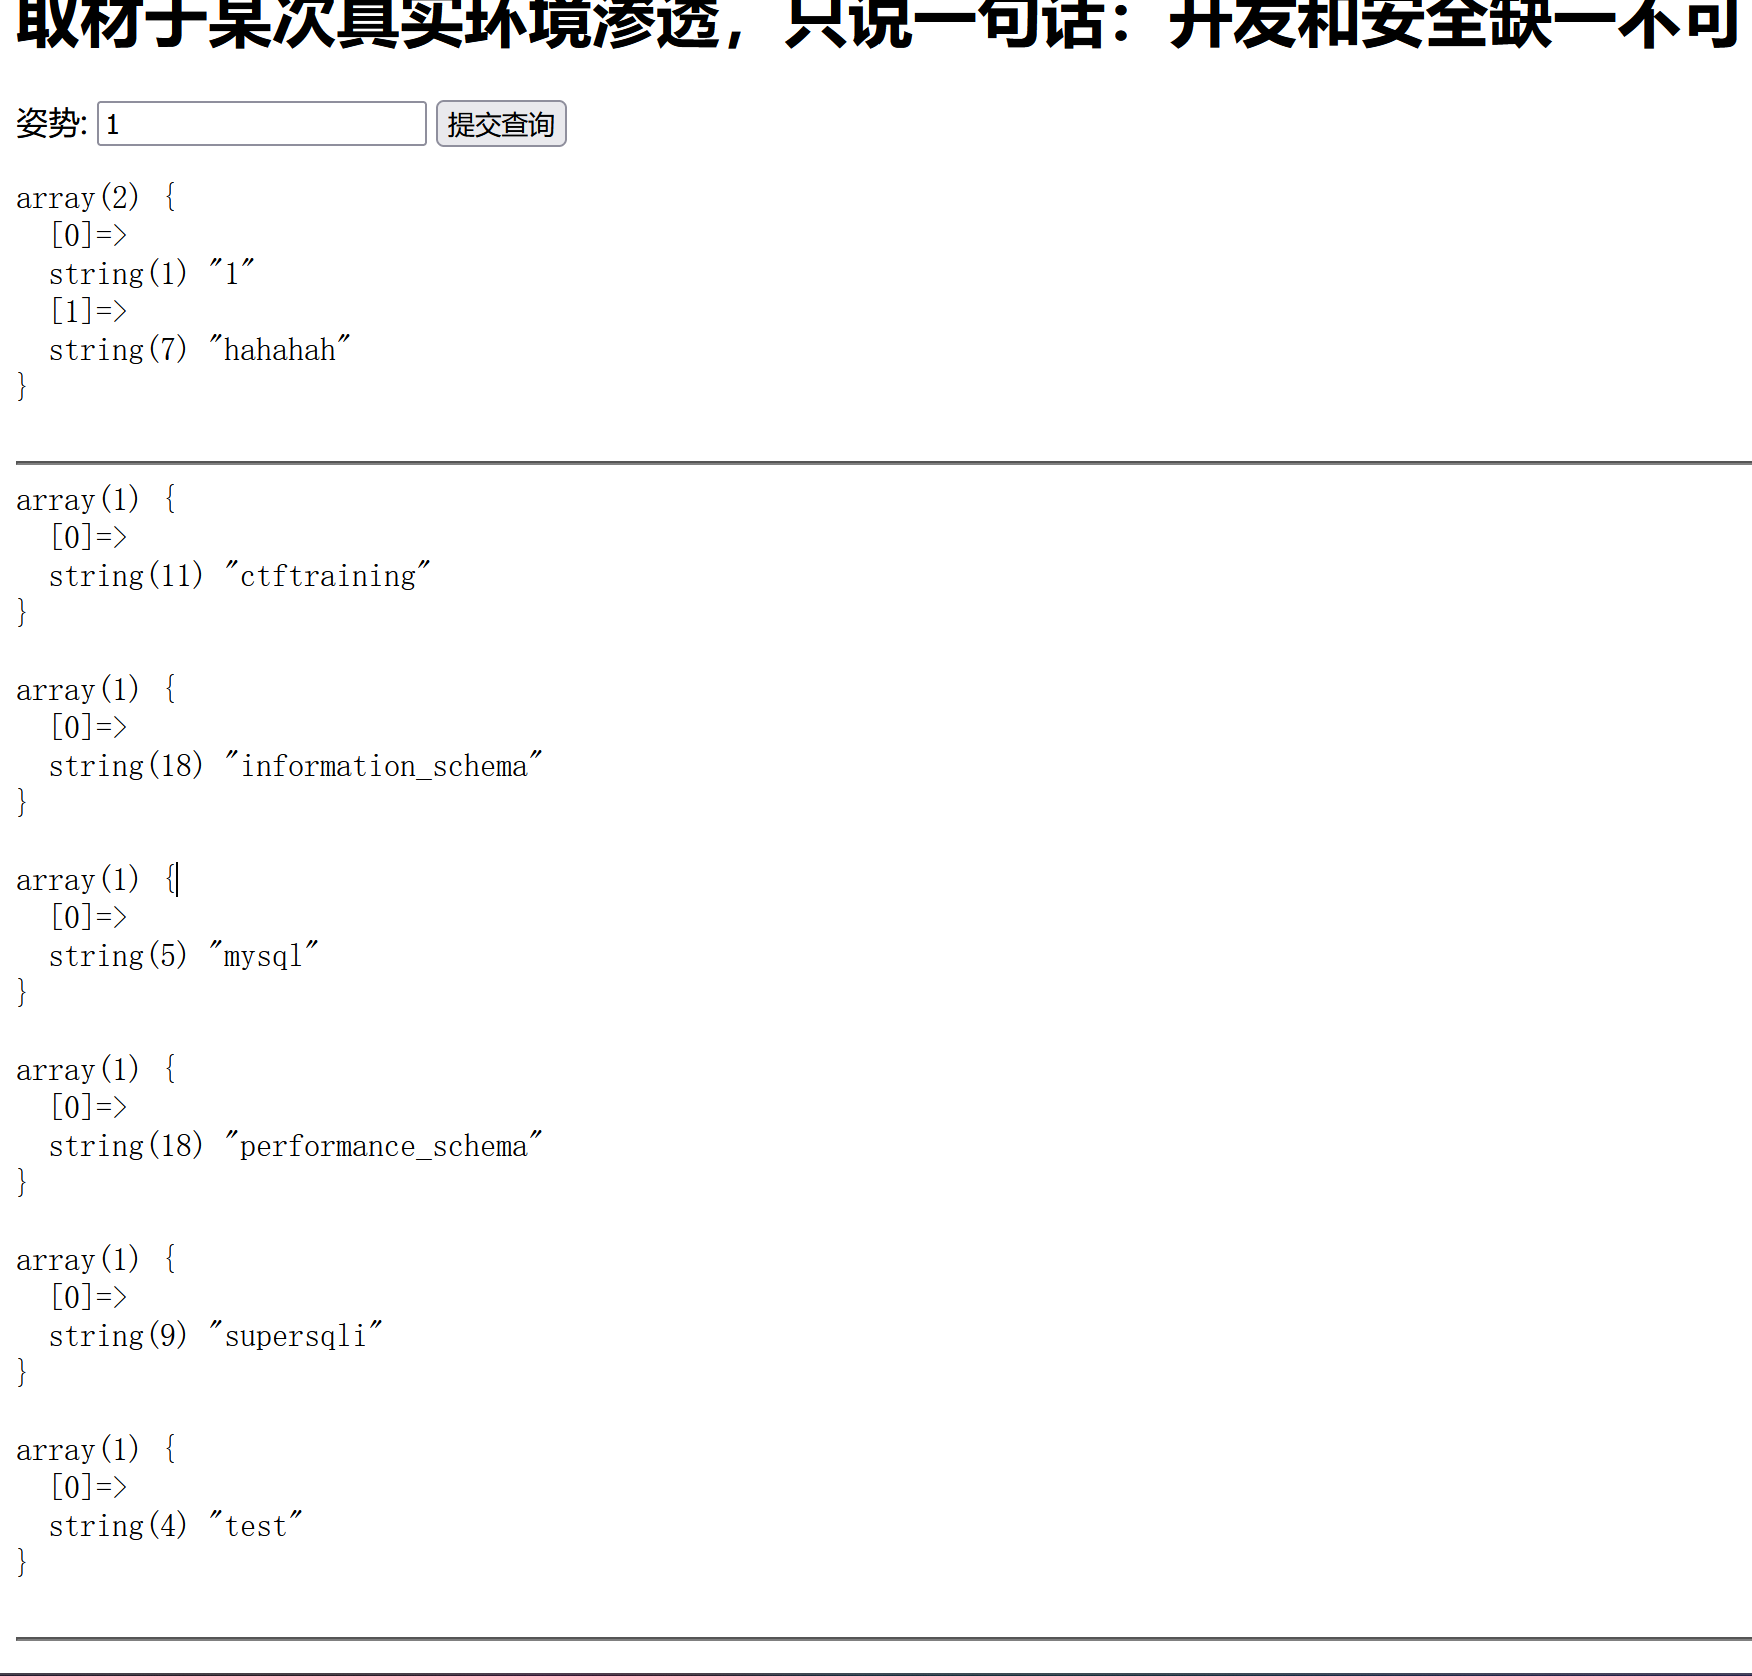 取材于某次真实环境渗透，只说一句话：开发和安全缺一不可
姿势: 1 提交查询
array(2) {
  [0]=>
  string(1) "1"
  [1]=>
  string(7) "hahahah"
}
array(1) {
  [0]=>
  string(11) "ctftraining"
}
array(1) {
  [0]=>
  string(18) "information_schema"
}
array(1) {
  [0]=>
  string(5) "mysql"
}
array(1) {
  [0]=>
  string(18) "performance_schema"
}
array(1) {
  [0]=>
  string(9) "supersqli"
}
array(1) {
  [0]=>
  string(4) "test"
}